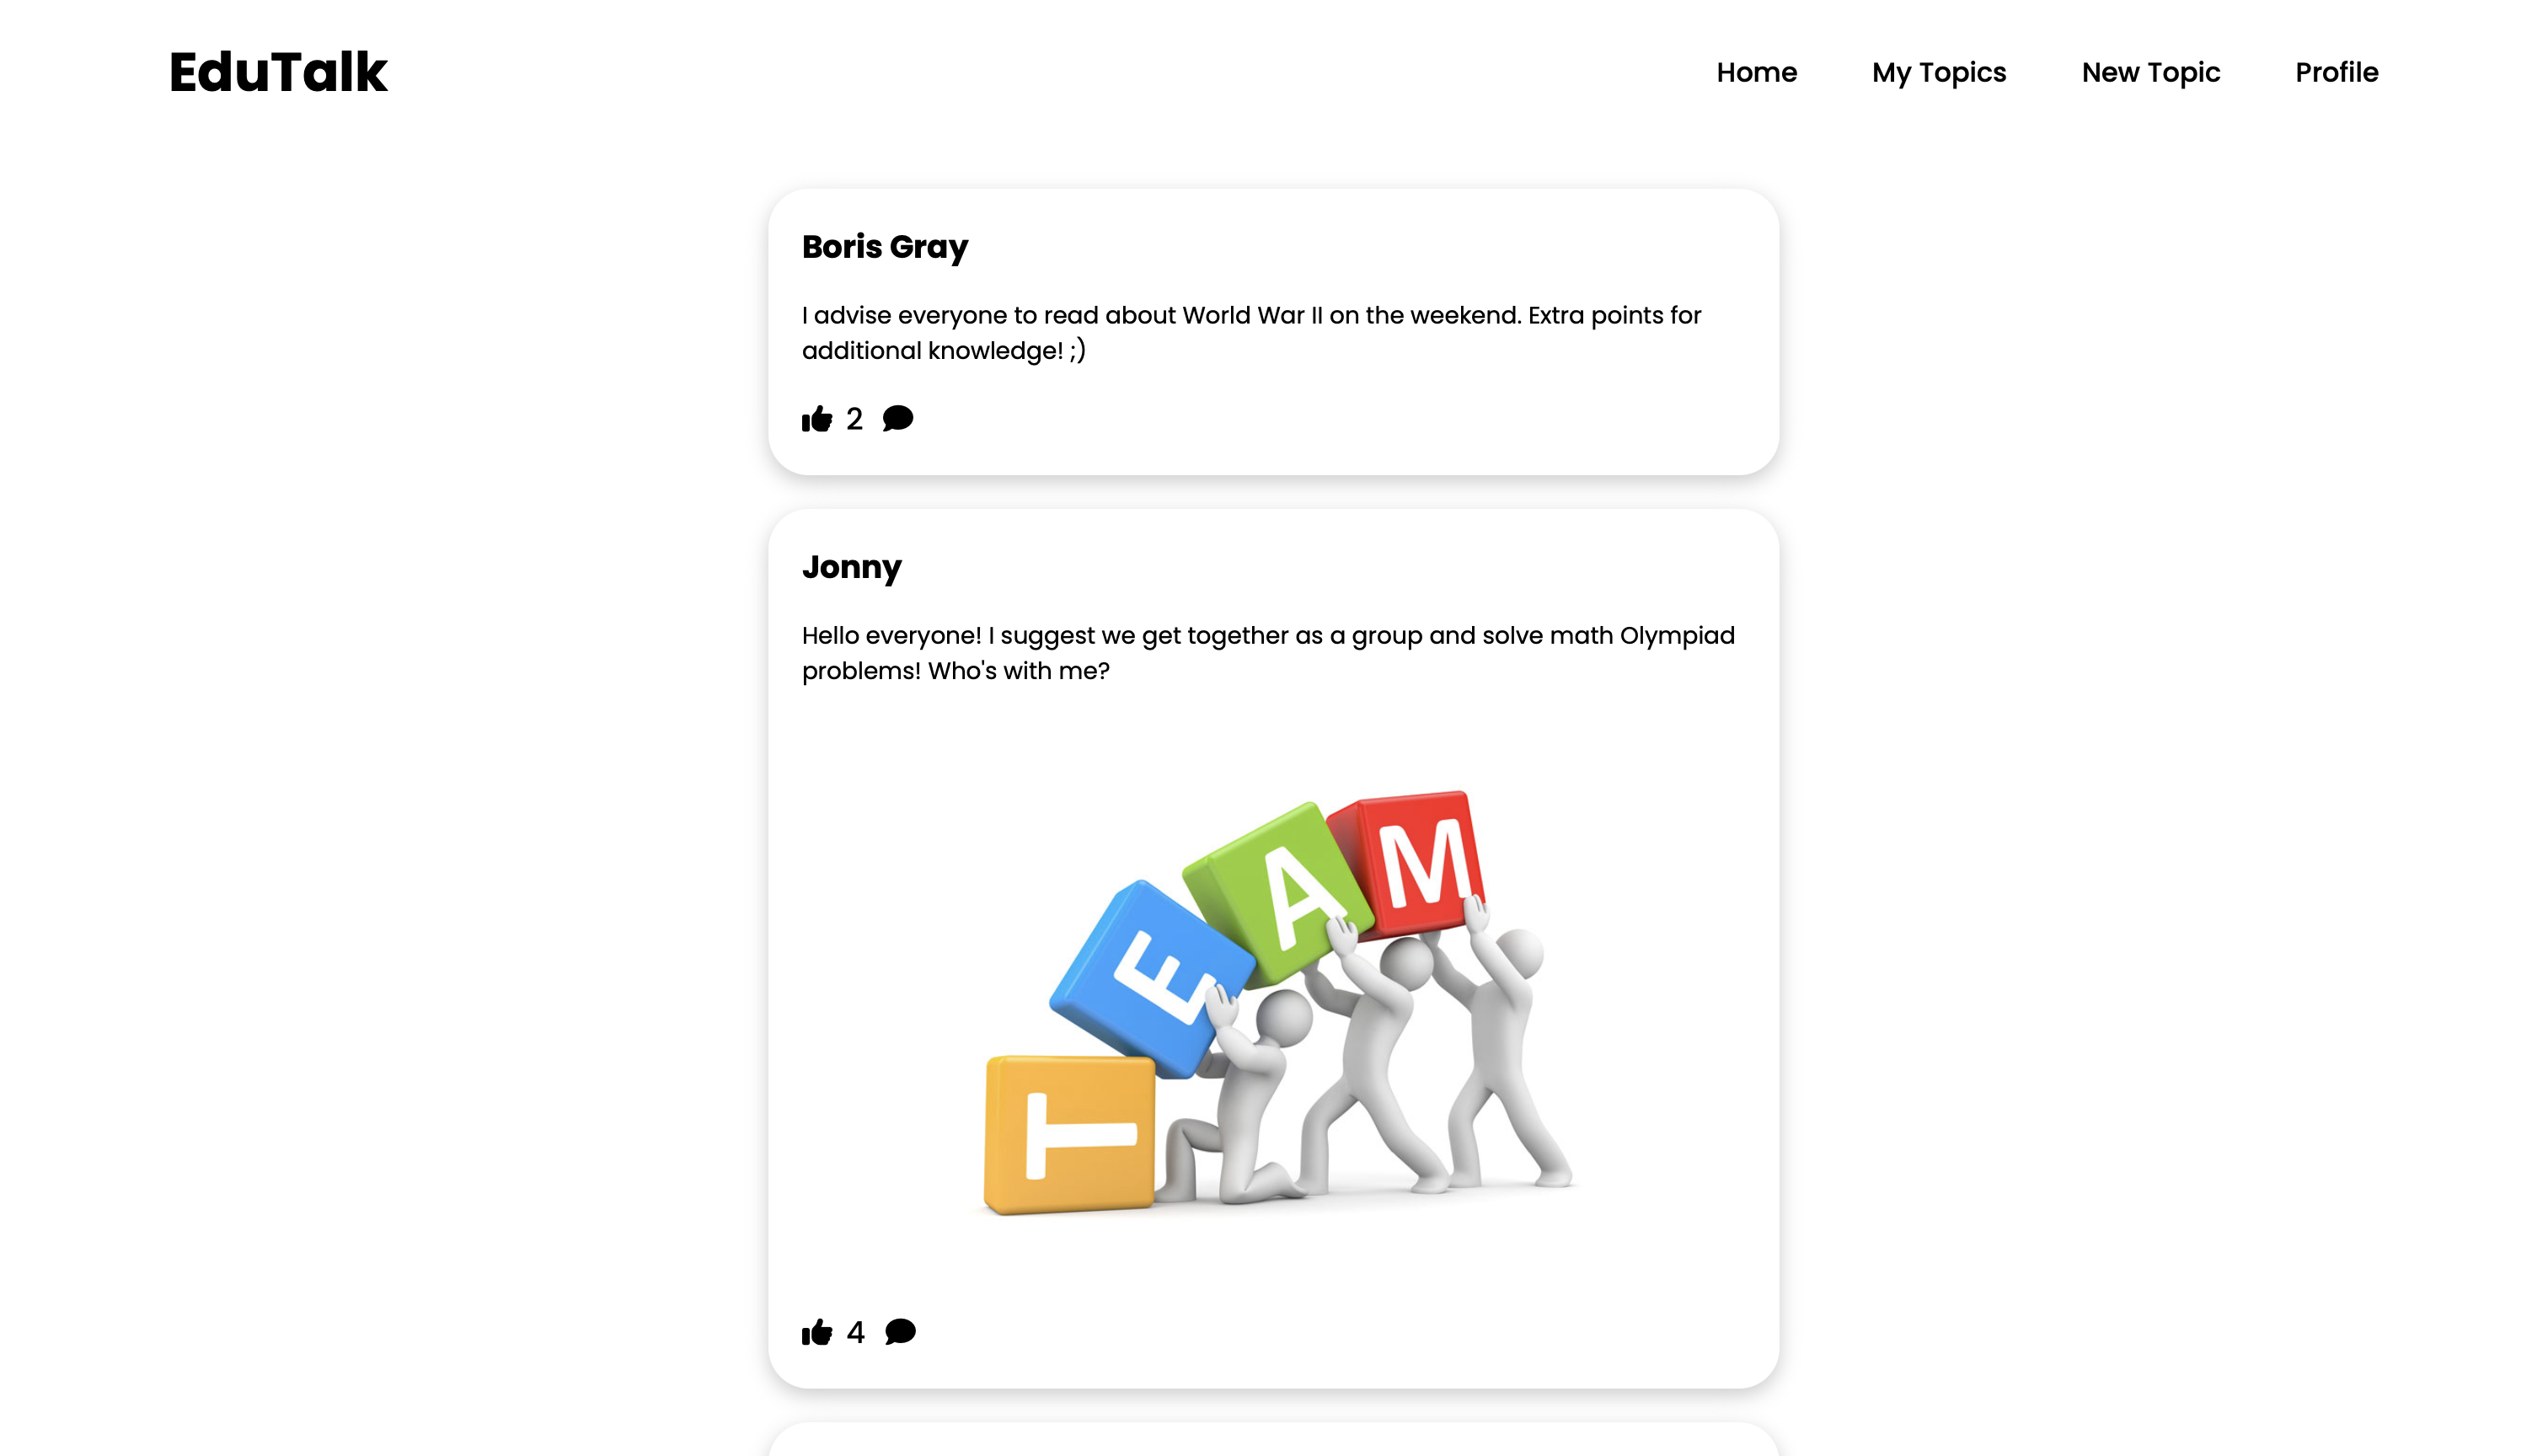 EduTalk
Home
My Topics
New Topic
Profile
Boris Gray
I advise everyone to read about World War II on the weekend. Extra points for
additional knowledge! ;)
2
Jonny
Hello everyone! I suggest we get together as a group and solve math Olympiad
problems! Who's with me?
T E A M
4